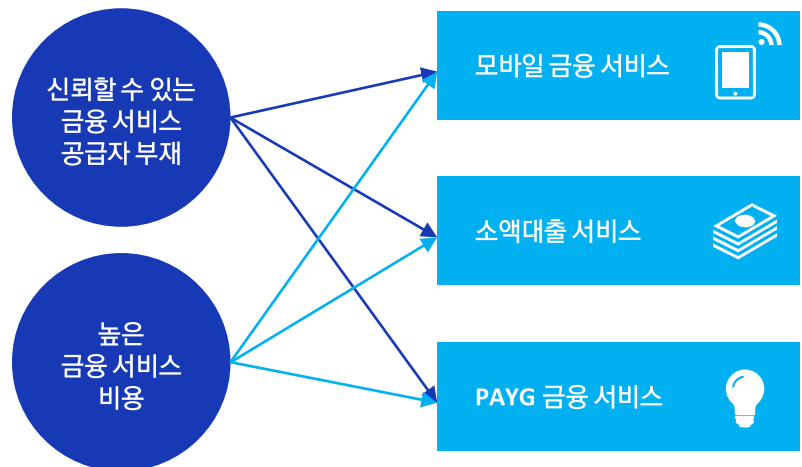 신뢰할 수 있는
금융 서비스
공급자 부재
높은
금융 서비스
비용
모바일 금융 서비스
소액대출 서비스
PAYG 금융 서비스